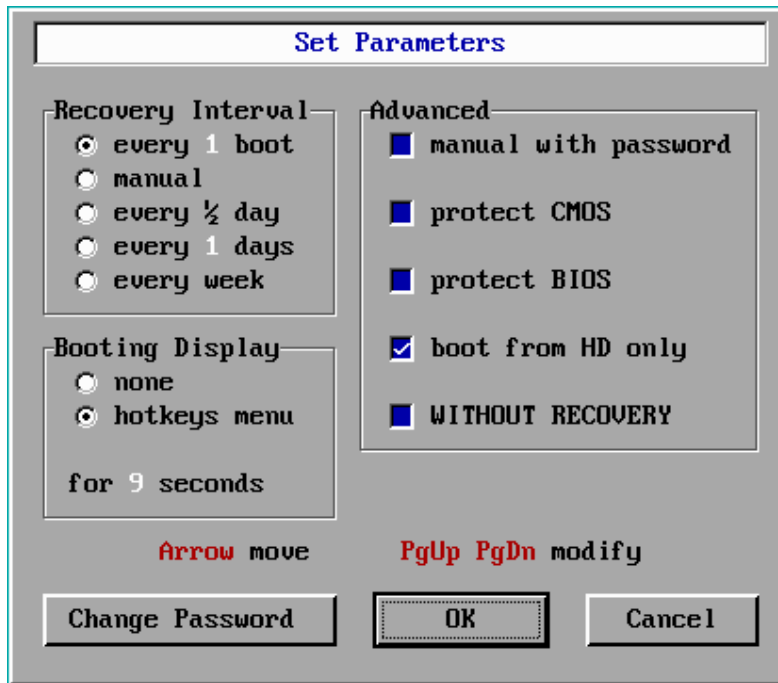 Set Parameters
Recovery Interval
every 1 boot
manual
every ½ day
every 1 days
every week
Booting Display
none
hotkeys menu
for 9 seconds
Advanced
manual with password
protect CMOS
protect BIOS
boot from HD only
WITHOUT RECOVERY
Arrow move PgUp PgDn modify
Change Password OK Cancel